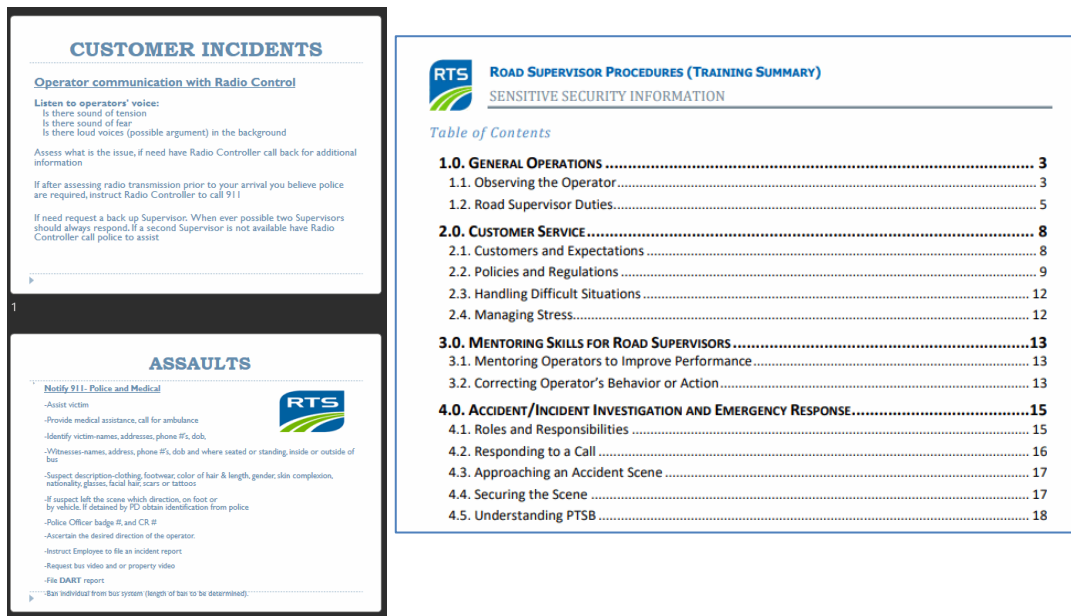 CUSTOMER INCIDENTS
Operator communication with Radio Control
Listen to operators' voice:
Is there sound of tension
Is there sound of fear
Is there loud voices (possible argument) in the background
Assess what is the issue, if need have Radio Controller call back for additional
information
If after assessing radio transmission prior to your arrival you believe police
are required, instruct Radio Controller to call 911
If need request a back up Supervisor. When ever possible two Supervisors
should always respond. If a second Supervisor is not available have Radio
Controller call police to assist
1
ASSAULTS
Notify 911- Police and Medical
RTS
-Assist victim
-Provide medical assistance, call for ambulance
-Identify victim-names, addresses, phone #'s, dob,
-Witnesses-names, address, phone #'s, dob and where seated or standing, inside or outside of
bus
-Suspect description-clothing, footwear, color of hair & length, gender, skin complexion,
nationality, glasses, facial hair, scars or tattoos
-If suspect left the scene which direction, on foot or
by vehicle. If detained by PD obtain identification from police
-Police Officer badge #, and CR #
-Ascertain the desired direction of the operator.
-Instruct Employee to file an incident report
-Request bus video and or property video
-File DART report
-Ban individual from bus system (length of ban to be determined).
RTS
ROAD SUPERVISOR PROCEDURES (TRAINING SUMMARY)
SENSITIVE SECURITY INFORMATION
Table of Contents
1.0. GENERAL OPERATIONS ... 3
1.1. Observing the Operator ... 3
1.2. Road Supervisor Duties ... 5
2.0. CUSTOMER SERVICE ... 8
2.1. Customers and Expectations ... 8
2.2. Policies and Regulations ... 9
2.3. Handling Difficult Situations ... 12
2.4. Managing Stress ... 12
3.0. MENTORING SKILLS FOR ROAD SUPERVISORS ... 13
3.1. Mentoring Operators to Improve Performance ... 13
3.2. Correcting Operator's Behavior or Action ... 13
4.0. ACCIDENT/INCIDENT INVESTIGATION AND EMERGENCY RESPONSE ... 15
4.1. Roles and Responsibilities ... 15
4.2. Responding to a Call ... 16
4.3. Approaching an Accident Scene ... 17
4.4. Securing the Scene ... 17
4.5. Understanding PTSB ... 18